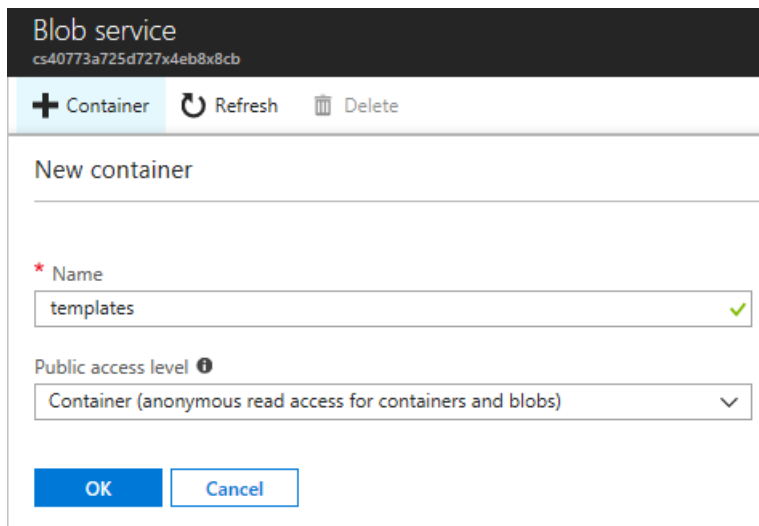 Blob service
cs40773a725d727x4eb8x8cb
Container Refresh Delete
New container
* Name
templates
Public access level
Container (anonymous read access for containers and blobs)
OK Cancel